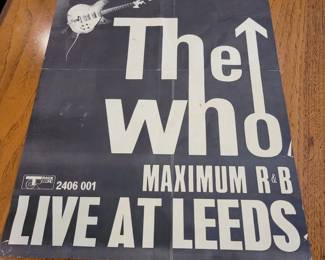 The
Who
MAXIMUM R&B
2406 001
LIVE AT LEEDS